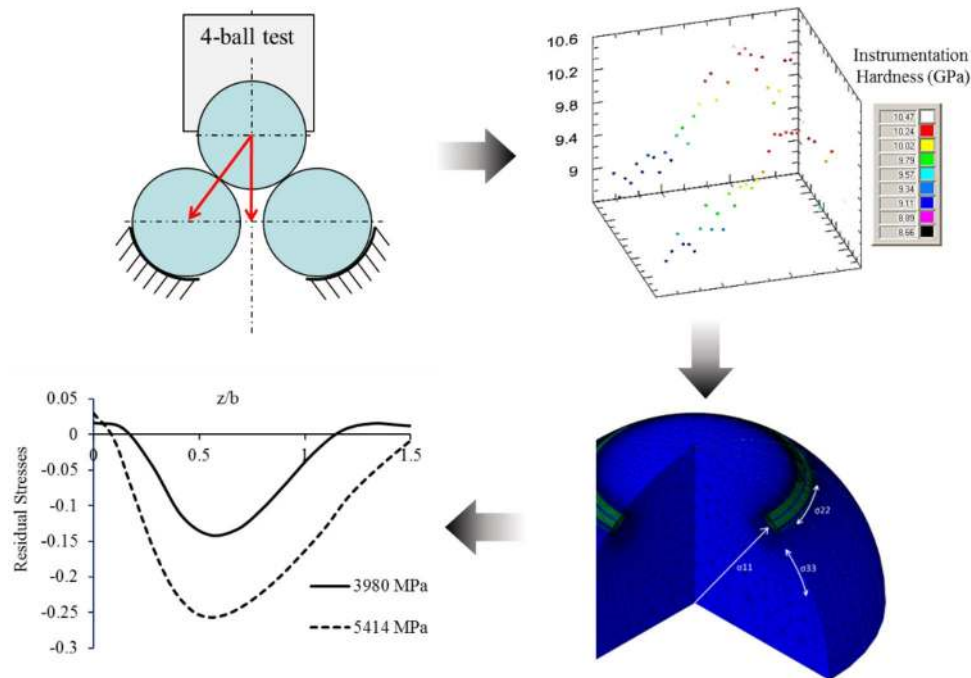 4-ball test
10.6
10.2
9.8
9.4
9
Instrumentation
Hardness (GPa)
10.47
10.24
10.02
9.79
9.57
9.34
9.11
8.89
8.66
0.05
0
-0.05
-0.1
-0.15
-0.2
-0.25
-0.3
Residual Stresses
z/b
0 0.5 1 1.5
3980 MPa
5414 MPa
σ22
σ11
σ33